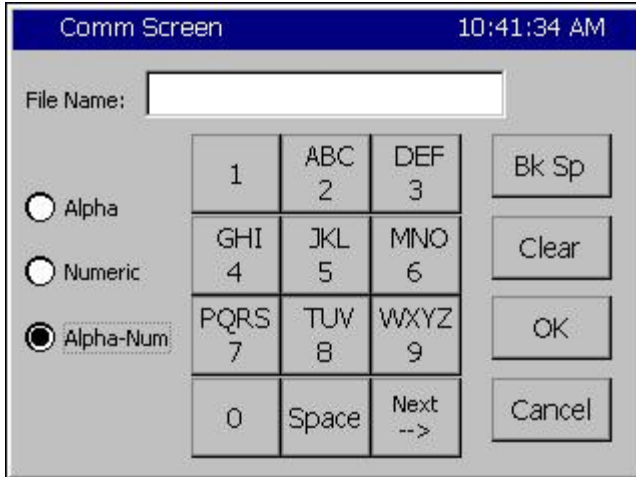 Comm Screen 10:41:34 AM
File Name:
1 ABC 2 DEF 3 Bk Sp
Alpha
GHI 4 JKL 5 MNO 6 Clear
Numeric
PQRS 7 TUV 8 WXYZ 9 OK
Alpha-Num
0 Space Next --> Cancel